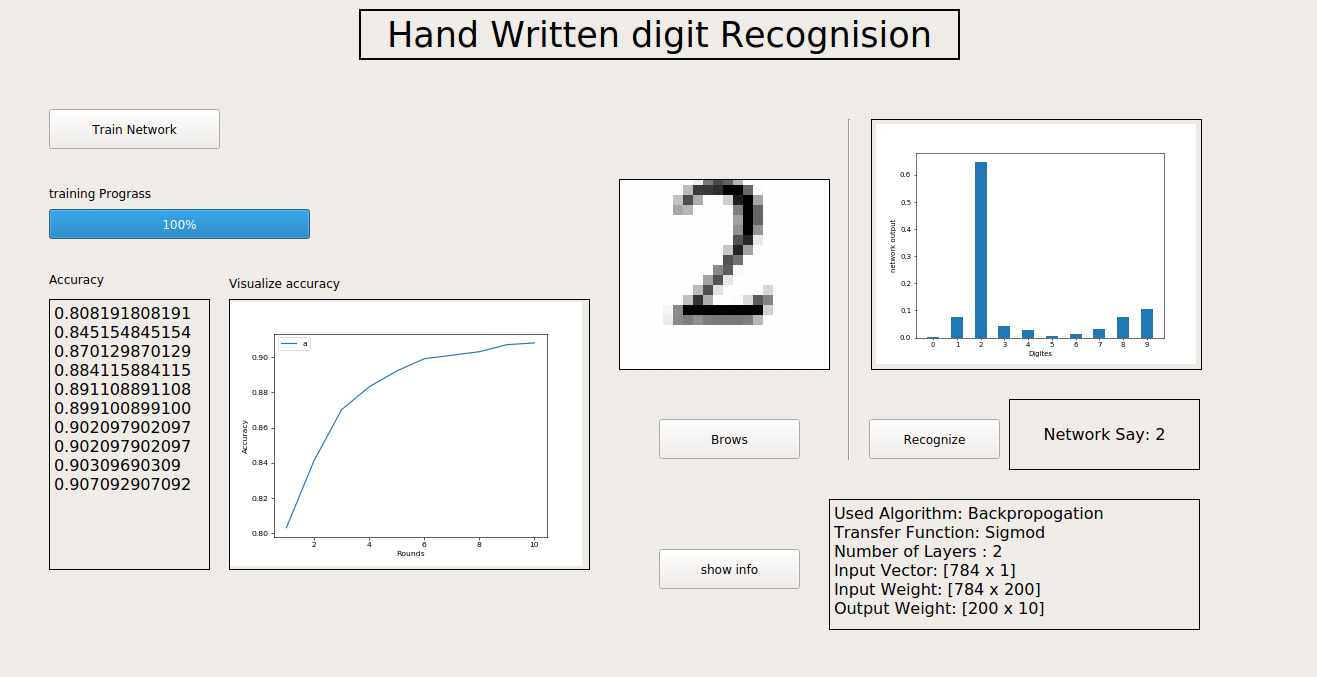 Hand Written digit Recognision
Train Network
training Prograss
100%
Accuracy
0.808191808191
0.845154845154
0.870129870129
0.884115884115
0.891108891108
0.899100899100
0.902097902097
0.902097902097
0.90309690309
0.907092907092
Visualize accuracy
a
0.90
0.88
0.86
0.84
0.82
0.80
Accuracy
2 4 6 8 10
Rounds
2
Brows
show info
0.6
0.5
0.4
0.3
0.2
0.1
0.0
network output
0 1 2 3 4 5 6 7 8 9
Digites
Recognize
Network Say: 2
Used Algorithm: Backpropogation
Transfer Function: Sigmod
Number of Layers : 2
Input Vector: [784 x 1]
Input Weight: [784 x 200]
Output Weight: [200 x 10]